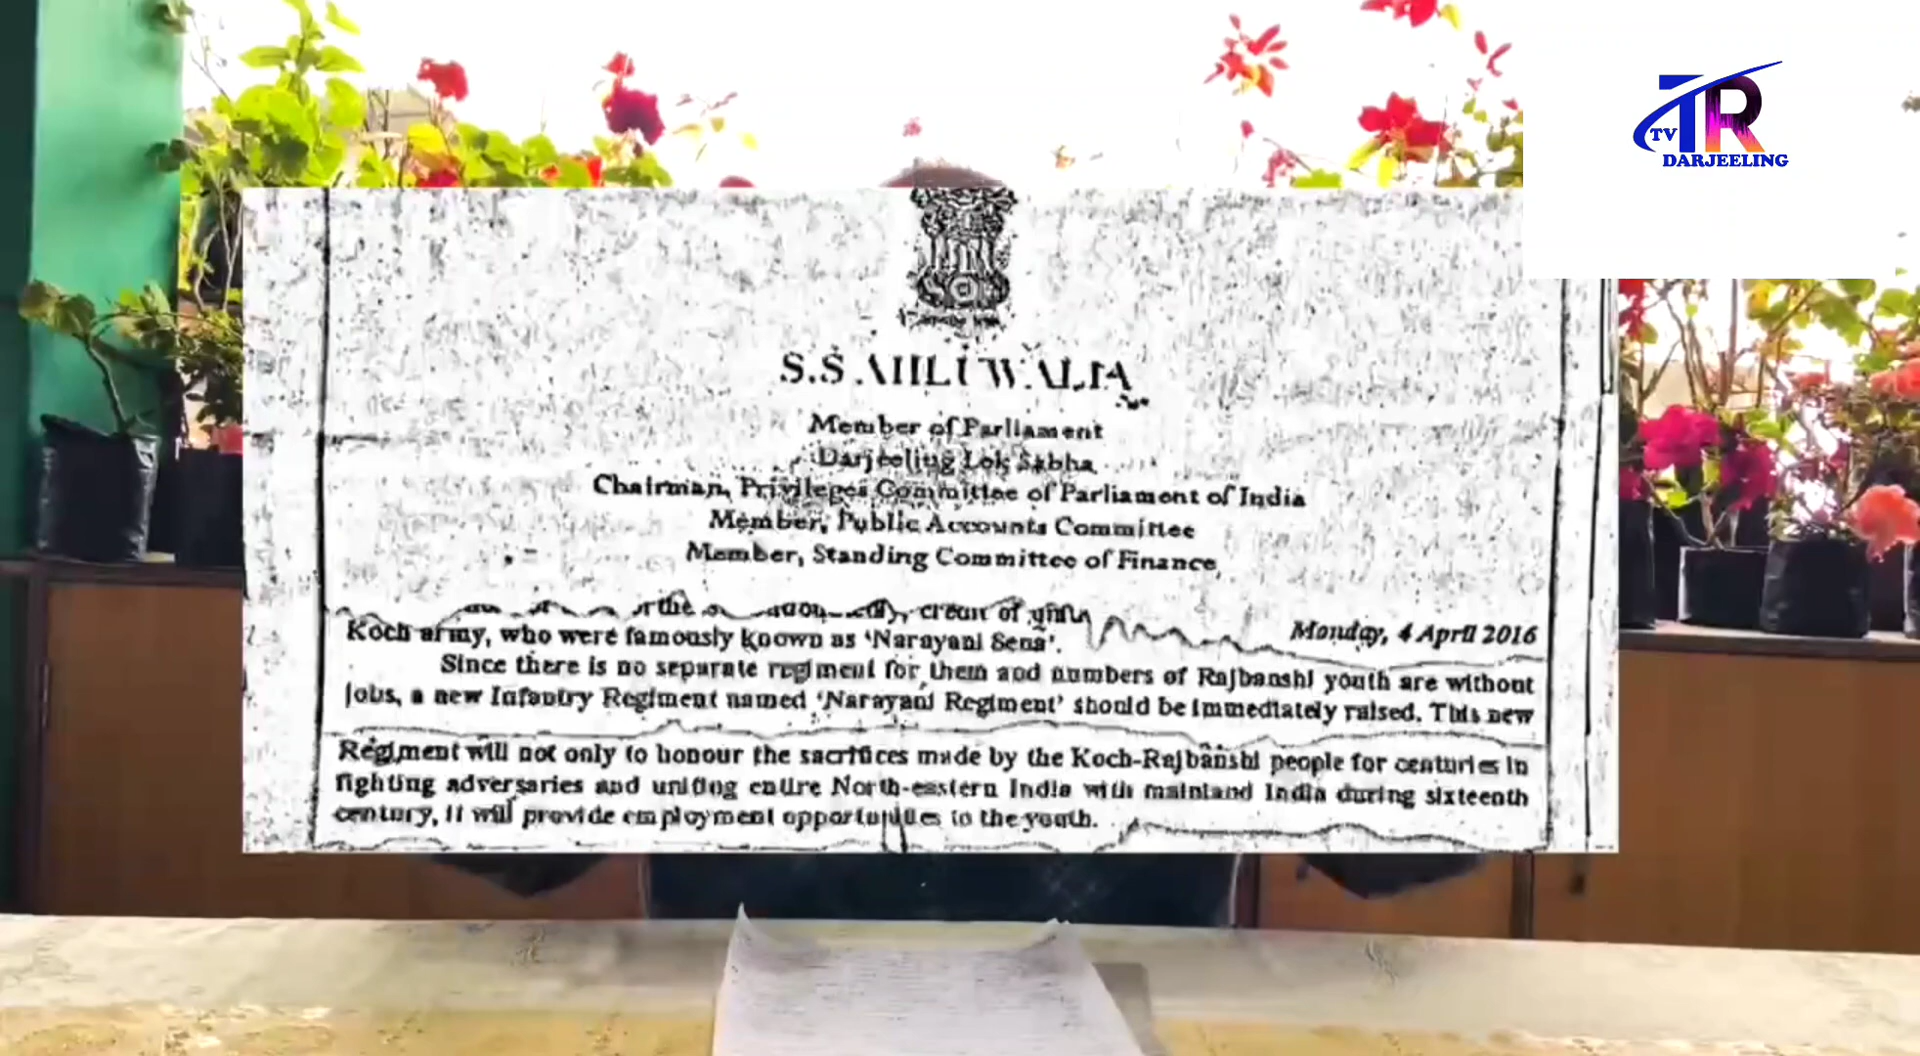 TR
TV
DARJEELING
S.S. AHLUWALIA
Member of Parliament
Darjeeling Lok Sabha
Chairman, Privileges Committee of Parliament of India
Member, Public Accounts Committee
Member, Standing Committee of Finance
Monday, 4 April 2016
Koch army, who were famously known as 'Narayani Sena'.
Since there is no separate regiment for them and numbers of Rajbanshi youth are without
jobs, a new Infantry Regiment named 'Narayani Regiment' should be immediately raised. This new
Regiment will not only to honour the sacrifices made by the Koch-Rajbanshi people for centuries in
fighting adversaries and uniting entire North-eastern India with mainland India during sixteenth
century, it will provide employment opportunities to the youth.